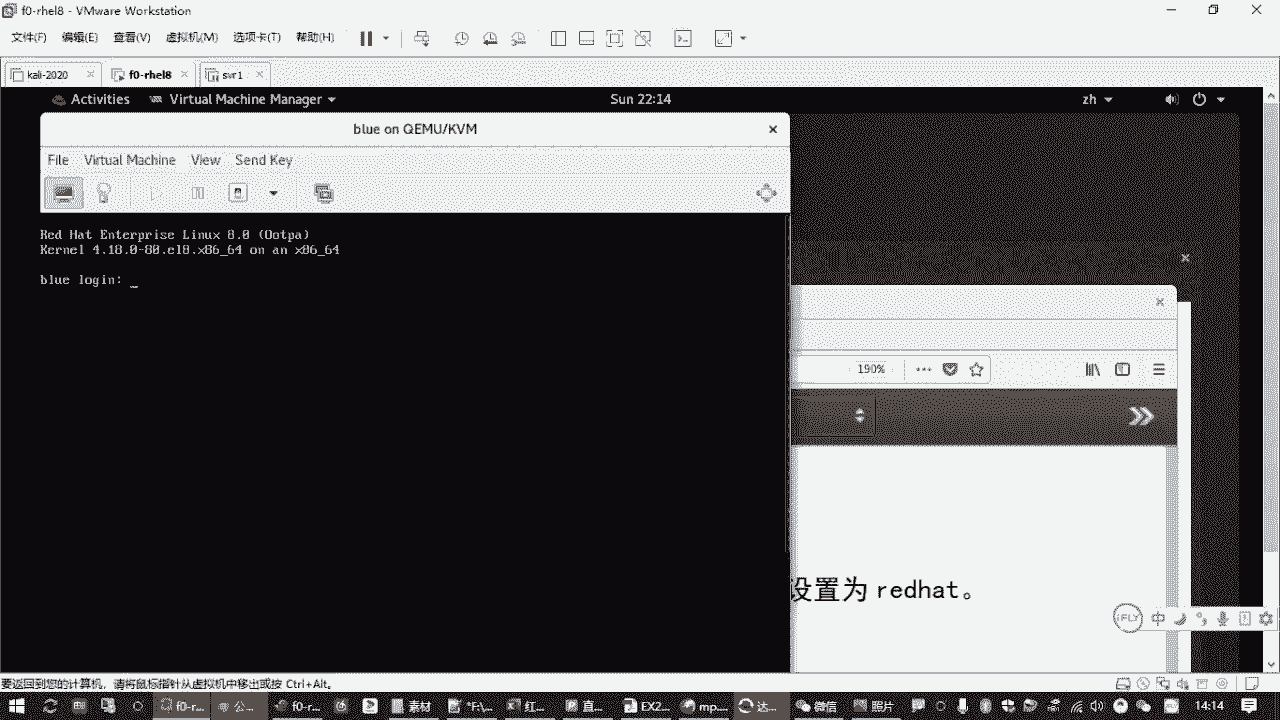 f0-rhel8 - VMware Workstation
文件(F) 编辑(E) 查看(V) 虚拟机(M) 选项卡(T) 帮助(H)
kali-2020 f0-rhel8 svr1
Activities Virtual Machine Manager Sun 22:14 zh
blue on QEMU/KVM
File Virtual Machine View Send Key
Red Hat Enterprise Linux 8.0 (Ootpa)
Kernel 4.18.0-80.el8.x86_64 on an x86_64
blue login: _
190%
设置为 redhat。
iFLY 中
要返回到您的计算机，请将鼠标指针从虚拟机中移出或按 Ctrl+Alt。
f0-r... 公... f0-r... 素材 F:\... 红... 直... EX2... mp... 达... 微信 照片 14:14